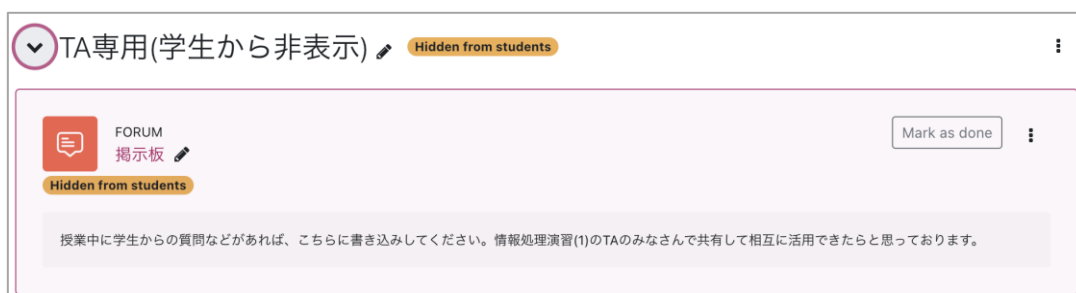 TA専用(学生から非表示) Hidden from students
FORUM
掲示板
Mark as done
Hidden from students
授業中に学生からの質問などがあれば、こちらに書き込みしてください。情報処理演習(1)のTAのみなさんで共有して相互に活用できたらと思っております。